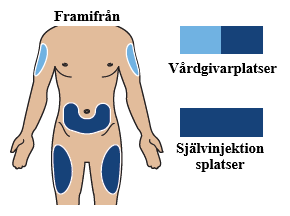 Framifrån
Vårdgivarplatser
Självinjektion
splatser